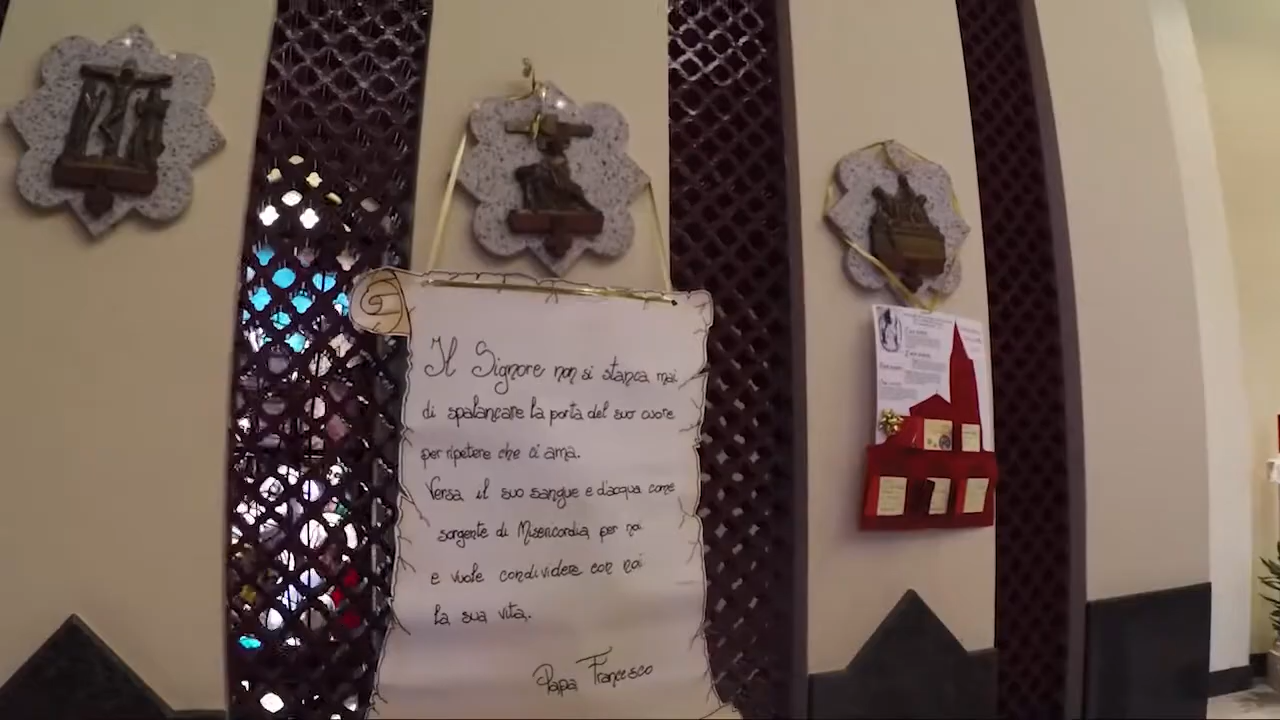 Il Signore non si stanca mai
di spalancare la porta del suo cuore
per ripetere che ci ama.
Versa il suo sangue e d'acqua come
sorgente di Misericordia per noi
e vuole condividere con noi
la sua vita.
Papa Francesco